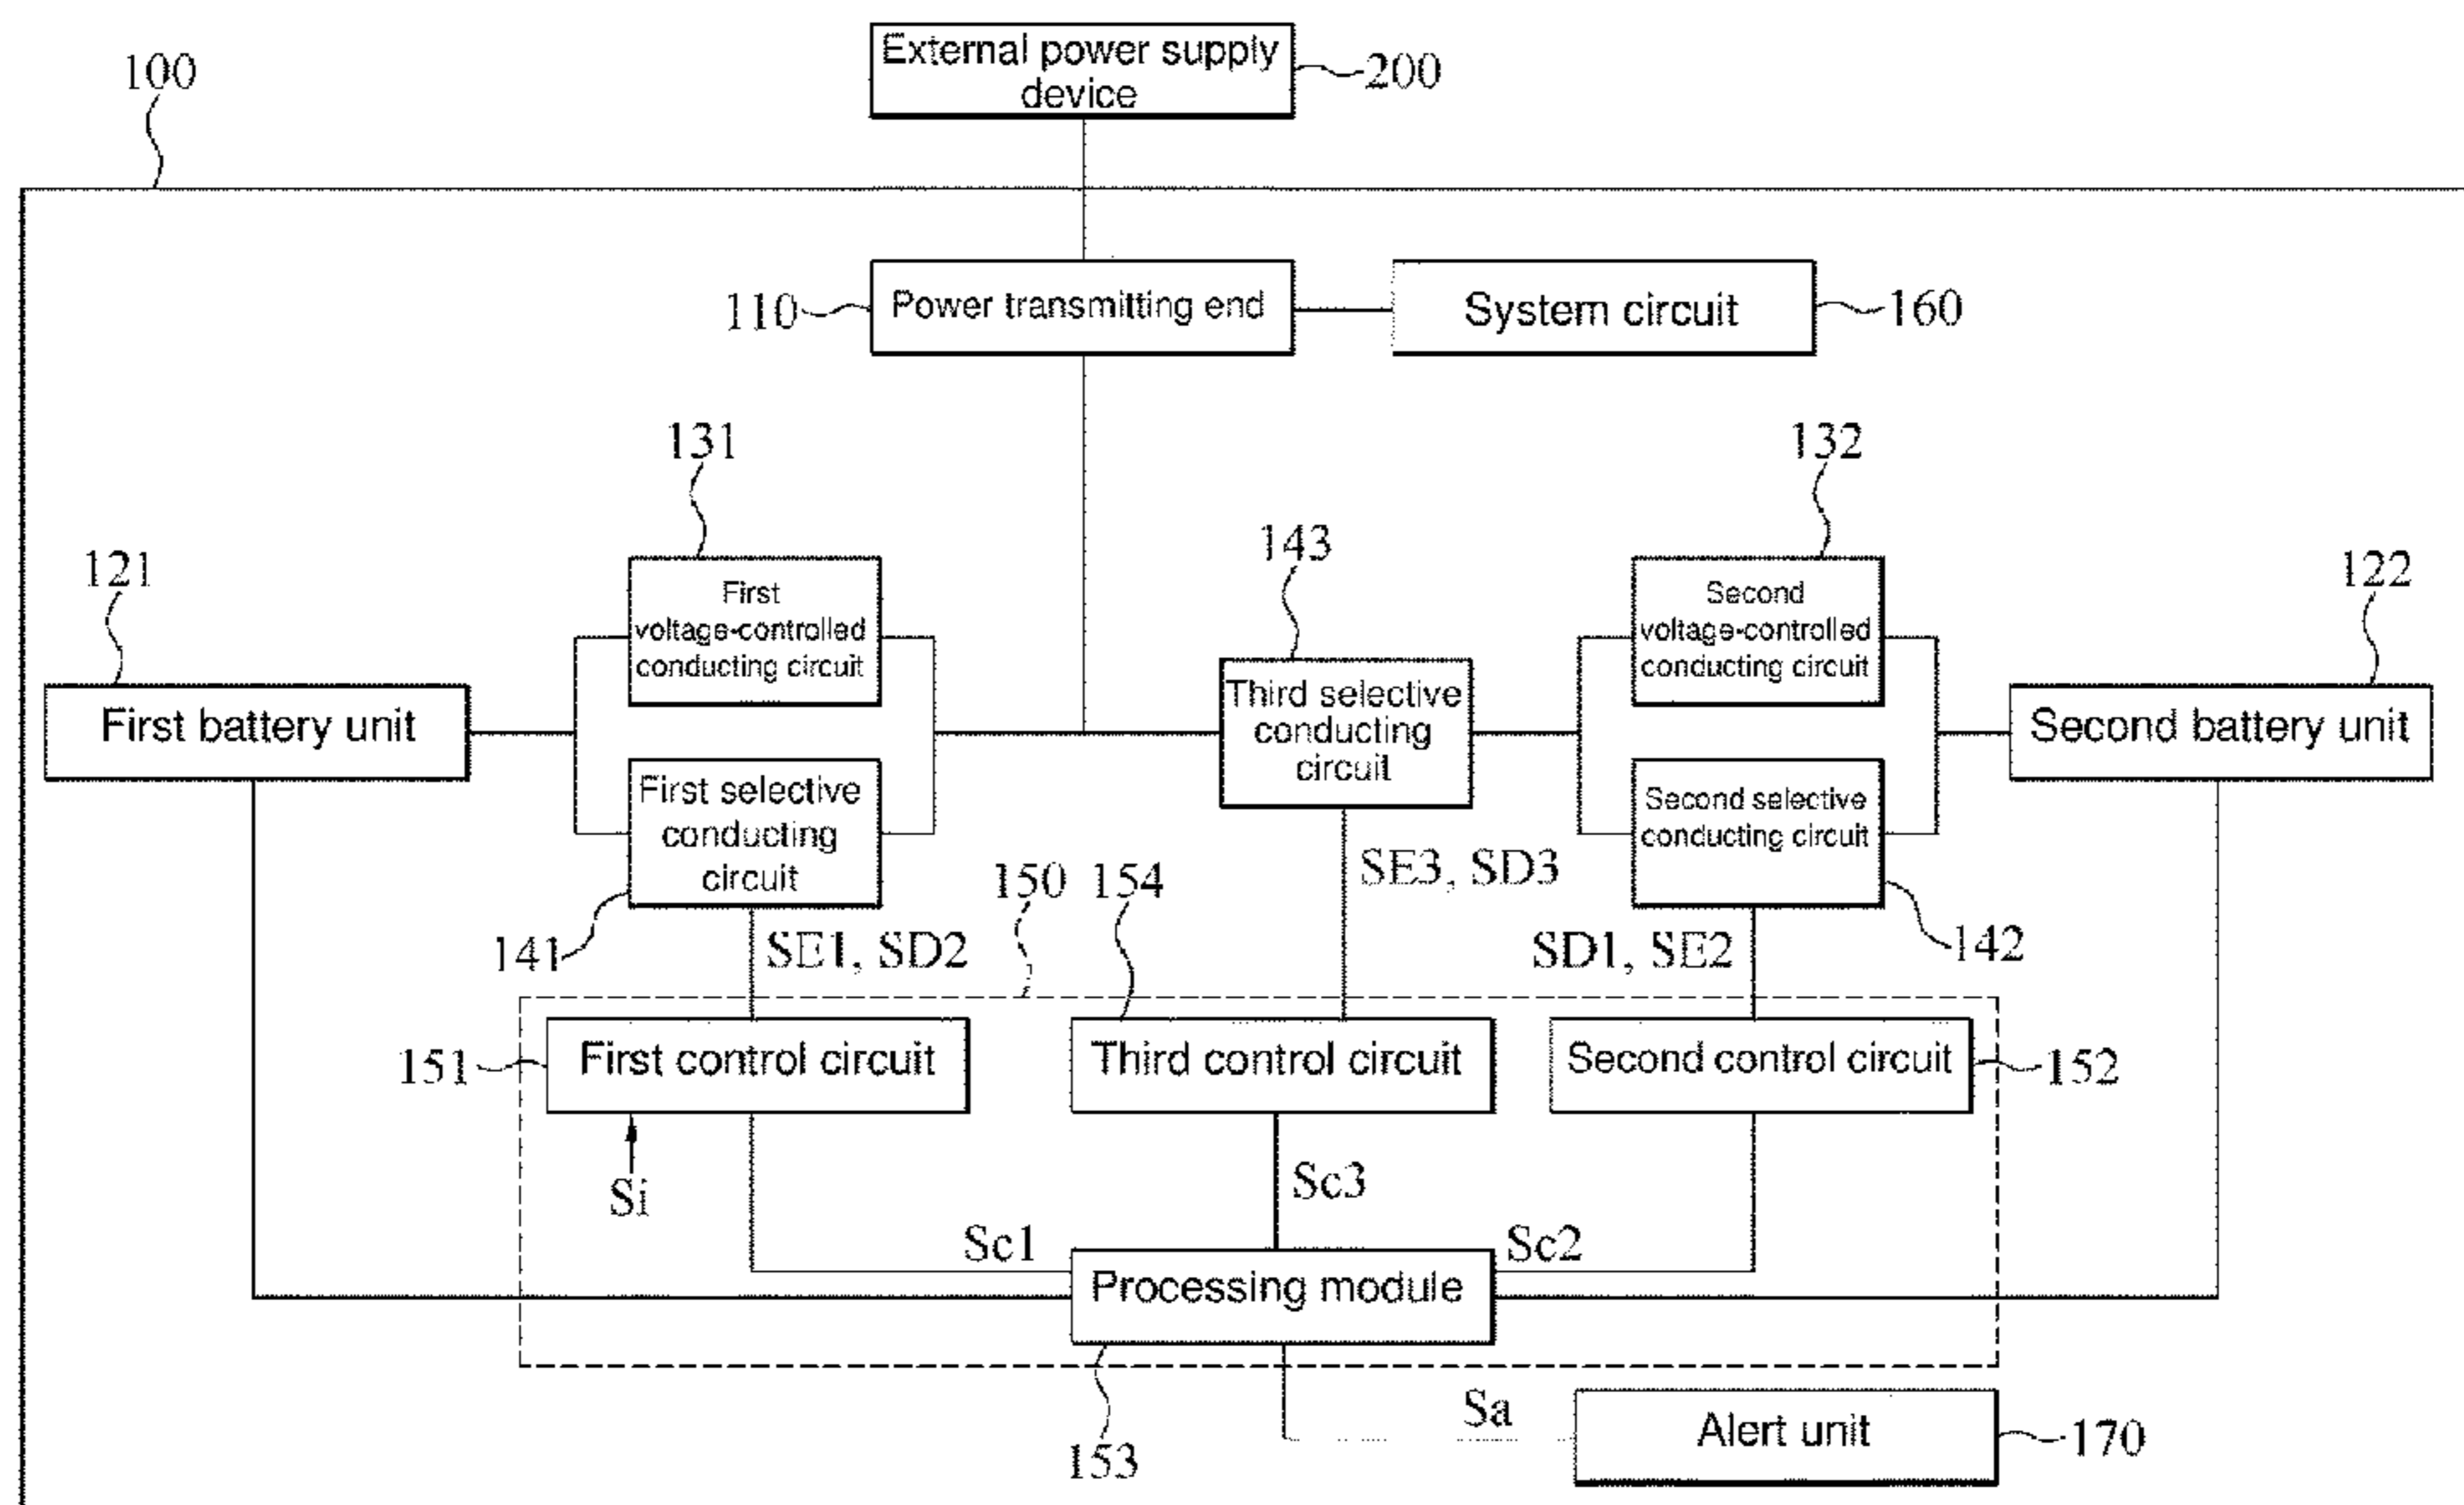 External power supply
device
200
100
110
Power transmitting end
System circuit
160
131
132
143
121
122
First
voltage-controlled
conducting circuit
Second
voltage-controlled
conducting circuit
First battery unit
Third selective
conducting
circuit
Second battery unit
First selective
conducting
circuit
Second selective
conducting circuit
141
SE1, SD2
150
154
SE3, SD3
SD1, SE2
142
151
First control circuit
Third control circuit
Second control circuit
152
Si
Sc3
Sc1
Sc2
Processing module
153
Sa
Alert unit
170